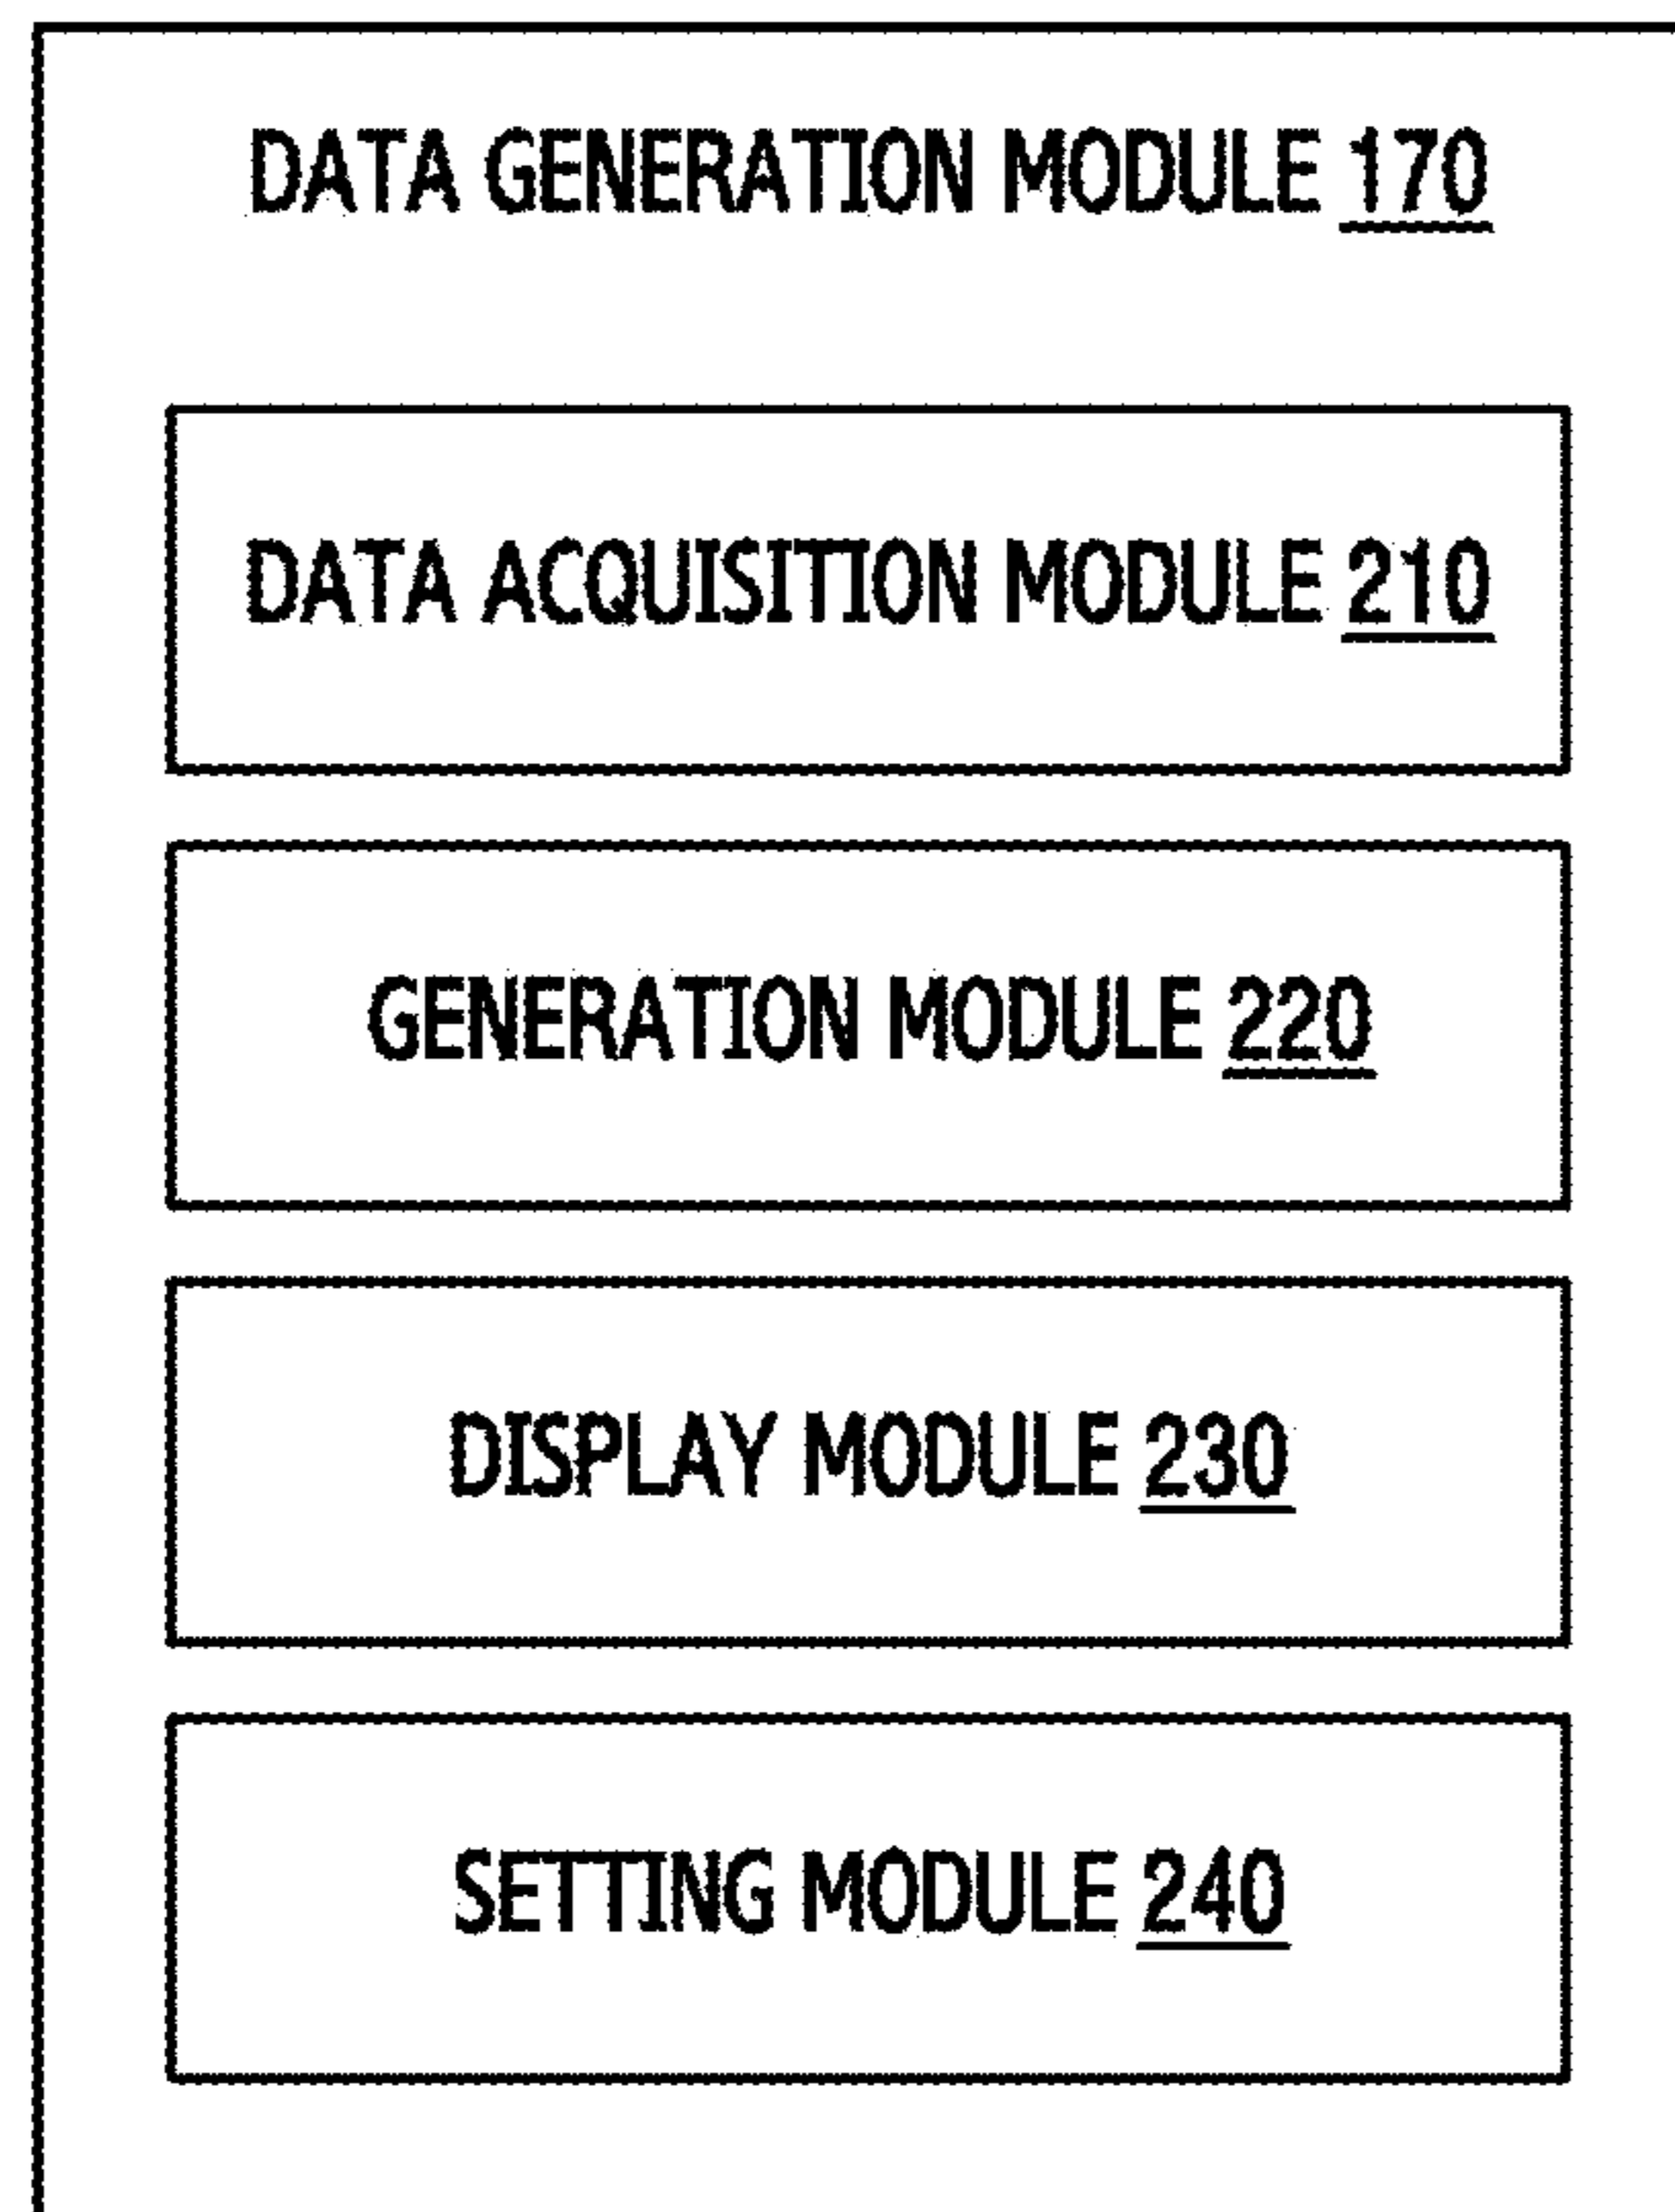 DATA GENERATION MODULE 170
DATA ACQUISITION MODULE 210
GENERATION MODULE 220
DISPLAY MODULE 230
SETTING MODULE 240